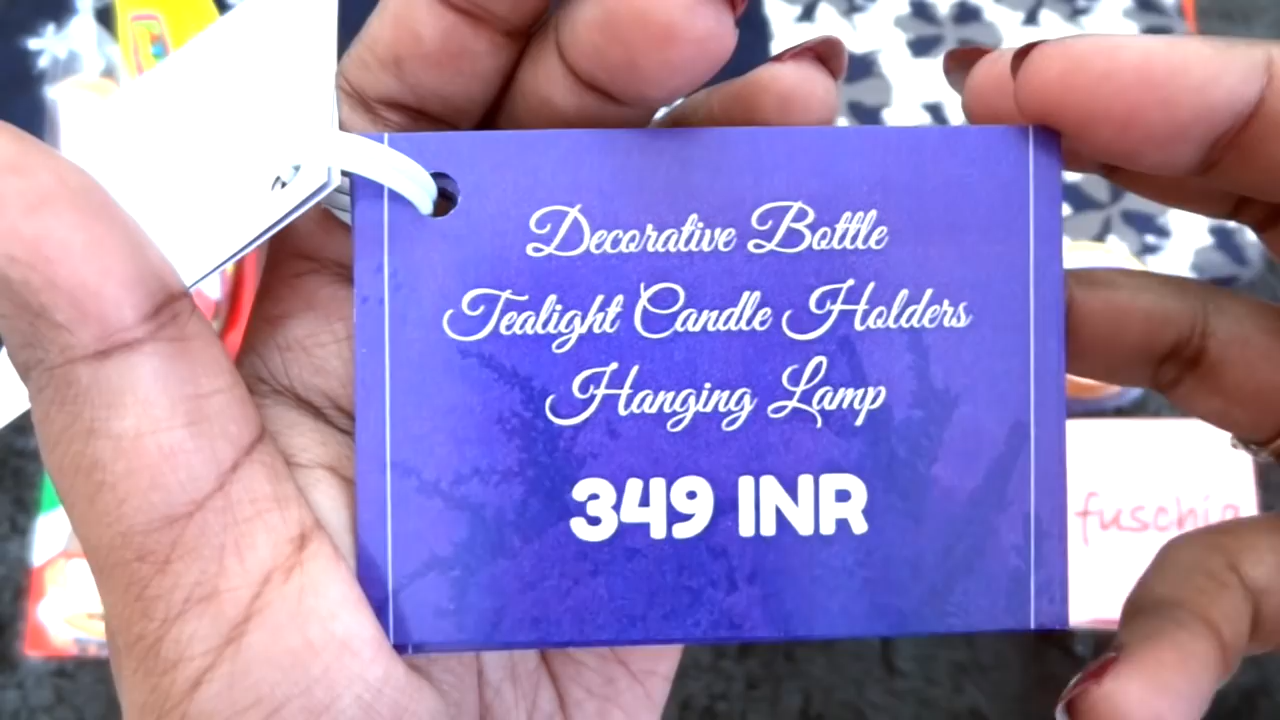 Decorative Bottle
Tealight Candle Holders
Hanging Lamp
349 INR
fuschia